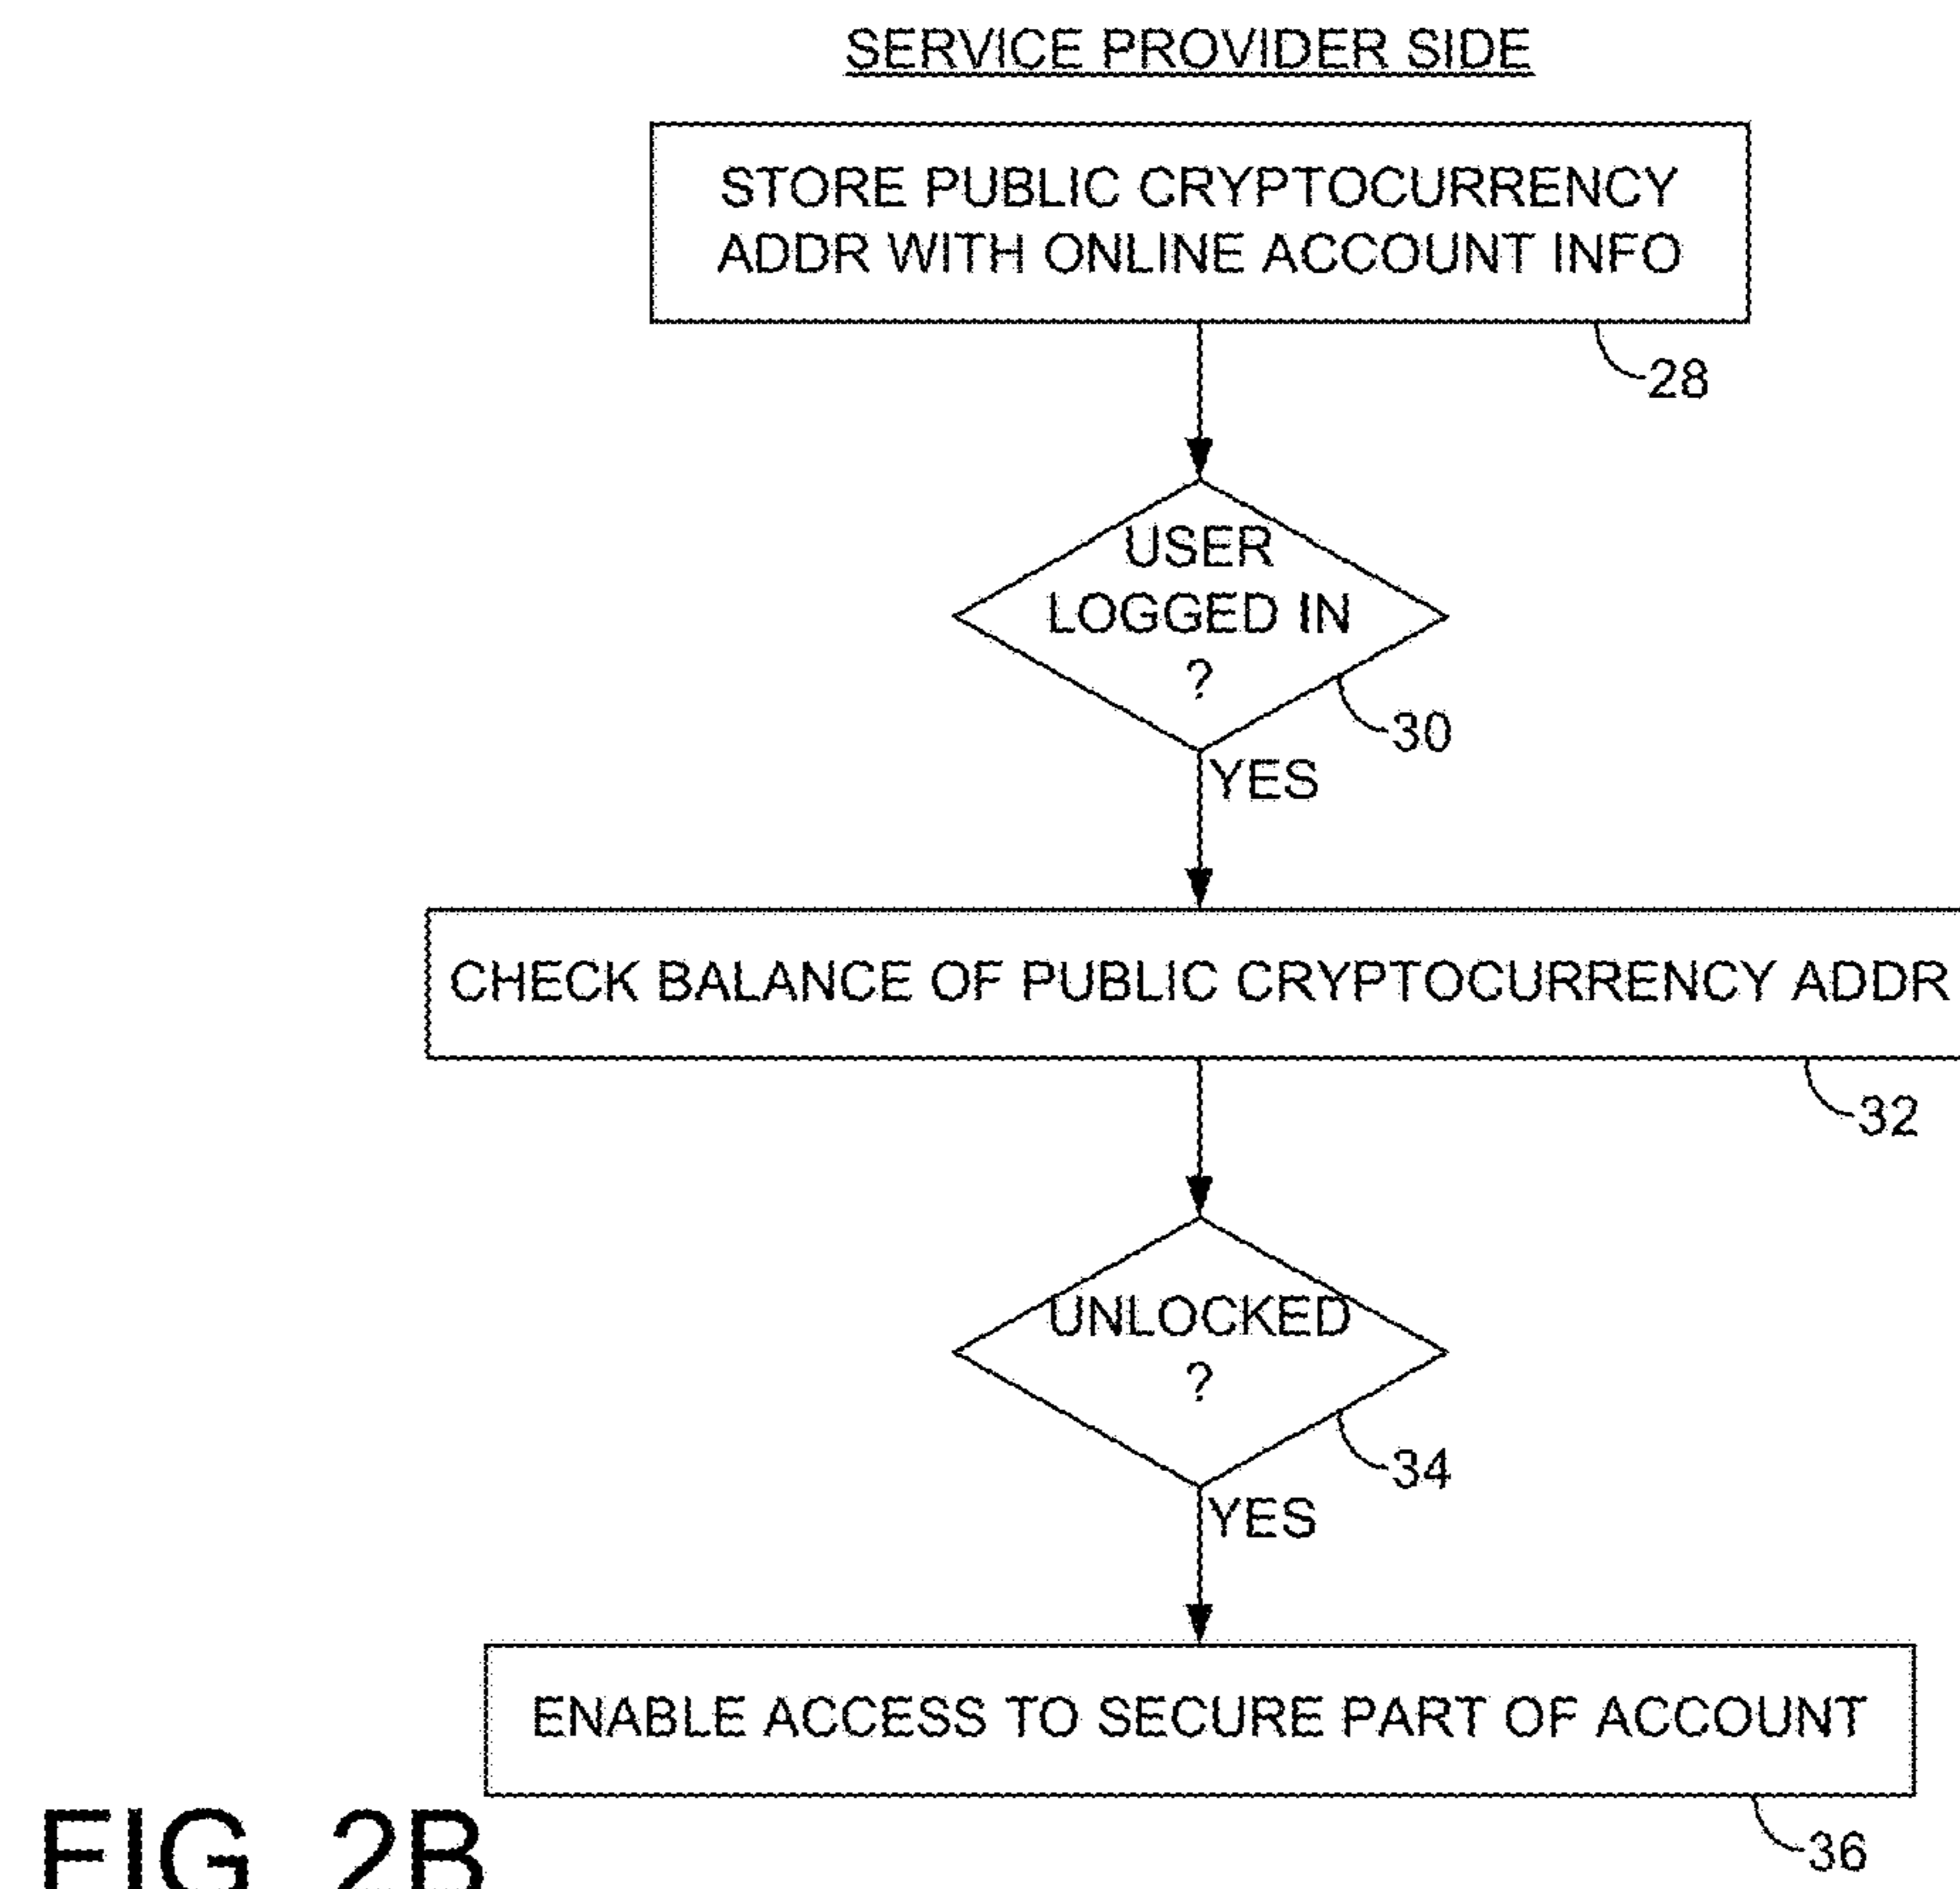 SERVICE PROVIDER SIDE
STORE PUBLIC CRYPTOCURRENCY
ADDR WITH ONLINE ACCOUNT INFO
28
USER
LOGGED IN
?
30
YES
CHECK BALANCE OF PUBLIC CRYPTOCURRENCY ADDR
32
UNLOCKED
?
34
YES
ENABLE ACCESS TO SECURE PART OF ACCOUNT
36
FIG. 2B